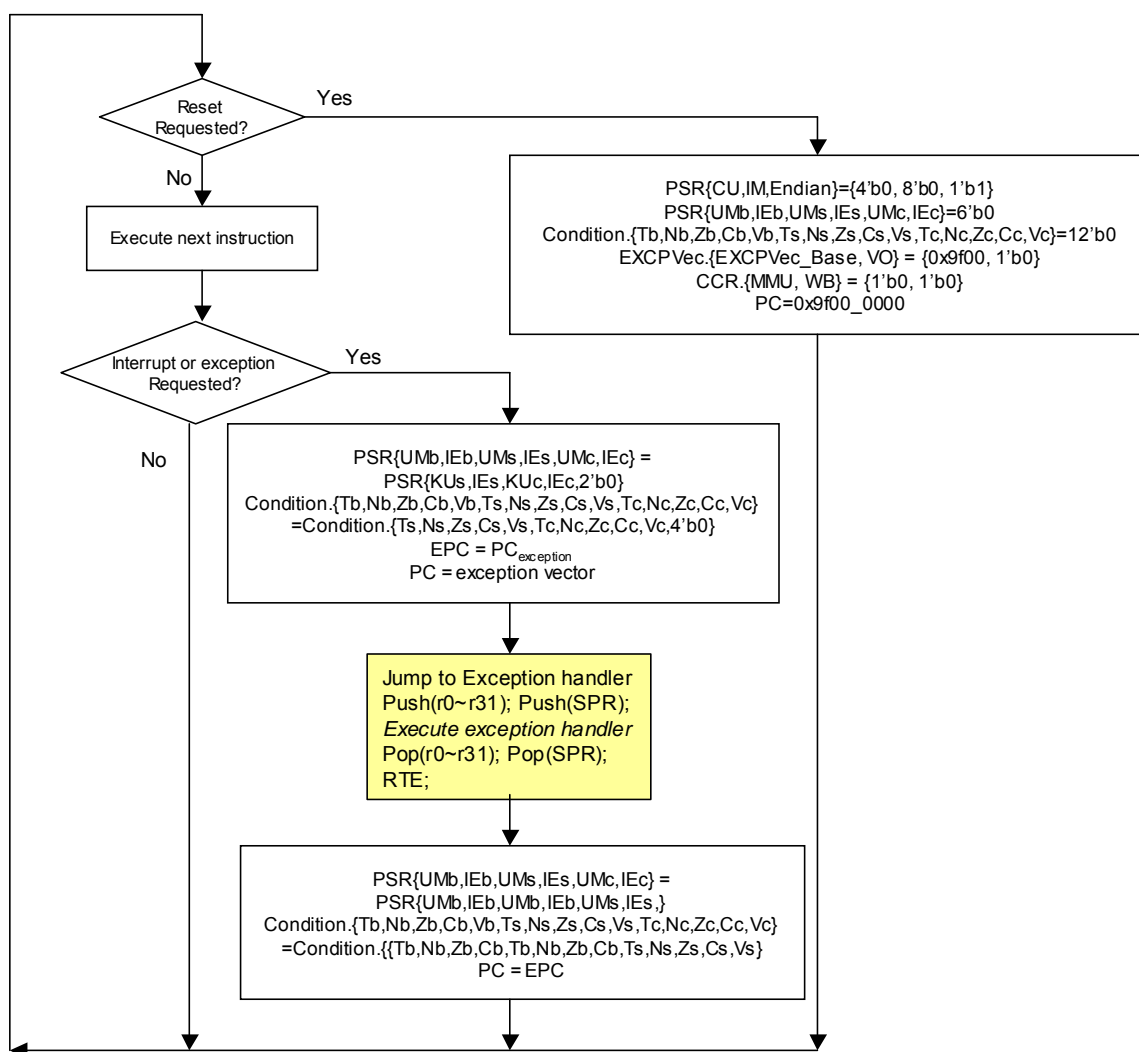 Reset
Requested?
Yes
No
PSR{CU,IM,Endian}={4'b0, 8'b0, 1'b1}
PSR{UMb,IEb,UMs,IEs,UMc,IEc}=6'b0
Condition.{Tb,Nb,Zb,Cb,Vb,Ts,Ns,Zs,Cs,Vs,Tc,Nc,Zc,Cc,Vc}=12'b0
EXCPVec.{EXCPVec_Base, VO} = {0x9f00, 1'b0}
CCR.{MMU, WB} = {1'b0, 1'b0}
PC=0x9f00_0000
Execute next instruction
Interrupt or exception
Requested?
Yes
No
PSR{UMb,IEb,UMs,IEs,UMc,IEc} =
PSR{KUs,IEs,KUc,IEc,2'b0}
Condition.{Tb,Nb,Zb,Cb,Vb,Ts,Ns,Zs,Cs,Vs,Tc,Nc,Zc,Cc,Vc}
=Condition.{Ts,Ns,Zs,Cs,Vs,Tc,Nc,Zc,Cc,Vc,4'b0}
EPC = PCexception
PC = exception vector
Jump to Exception handler
Push(r0~r31); Push(SPR);
Execute exception handler
Pop(r0~r31); Pop(SPR);
RTE;
PSR{UMb,IEb,UMs,IEs,UMc,IEc} =
PSR{UMb,IEb,UMb,IEb,UMs,IEs,}
Condition.{Tb,Nb,Zb,Cb,Vb,Ts,Ns,Zs,Cs,Vs,Tc,Nc,Zc,Cc,Vc}
=Condition.{{Tb,Nb,Zb,Cb,Tb,Nb,Zb,Cb,Ts,Ns,Zs,Cs,Vs}
PC = EPC